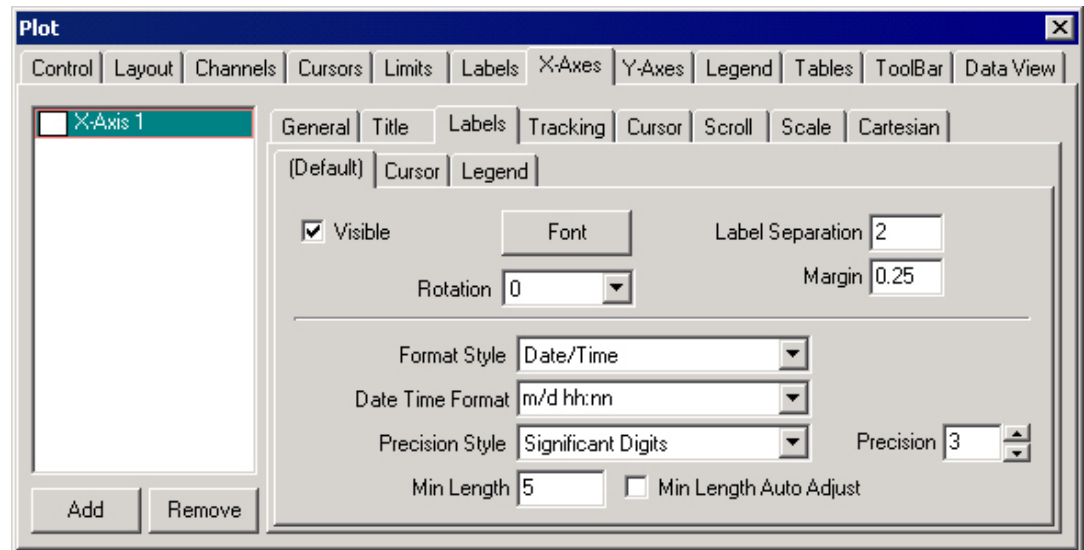 Plot
Control Layout Channels Cursors Limits Labels X-Axes Y-Axes Legend Tables ToolBar Data View
X-Axis 1
General Title Labels Tracking Cursor Scroll Scale Cartesian
(Default) Cursor Legend
Visible Font Label Separation 2
Rotation 0 Margin 0.25
Format Style Date/Time
Date Time Format m/d hh:nn
Precision Style Significant Digits Precision 3
Min Length 5 Min Length Auto Adjust
Add Remove